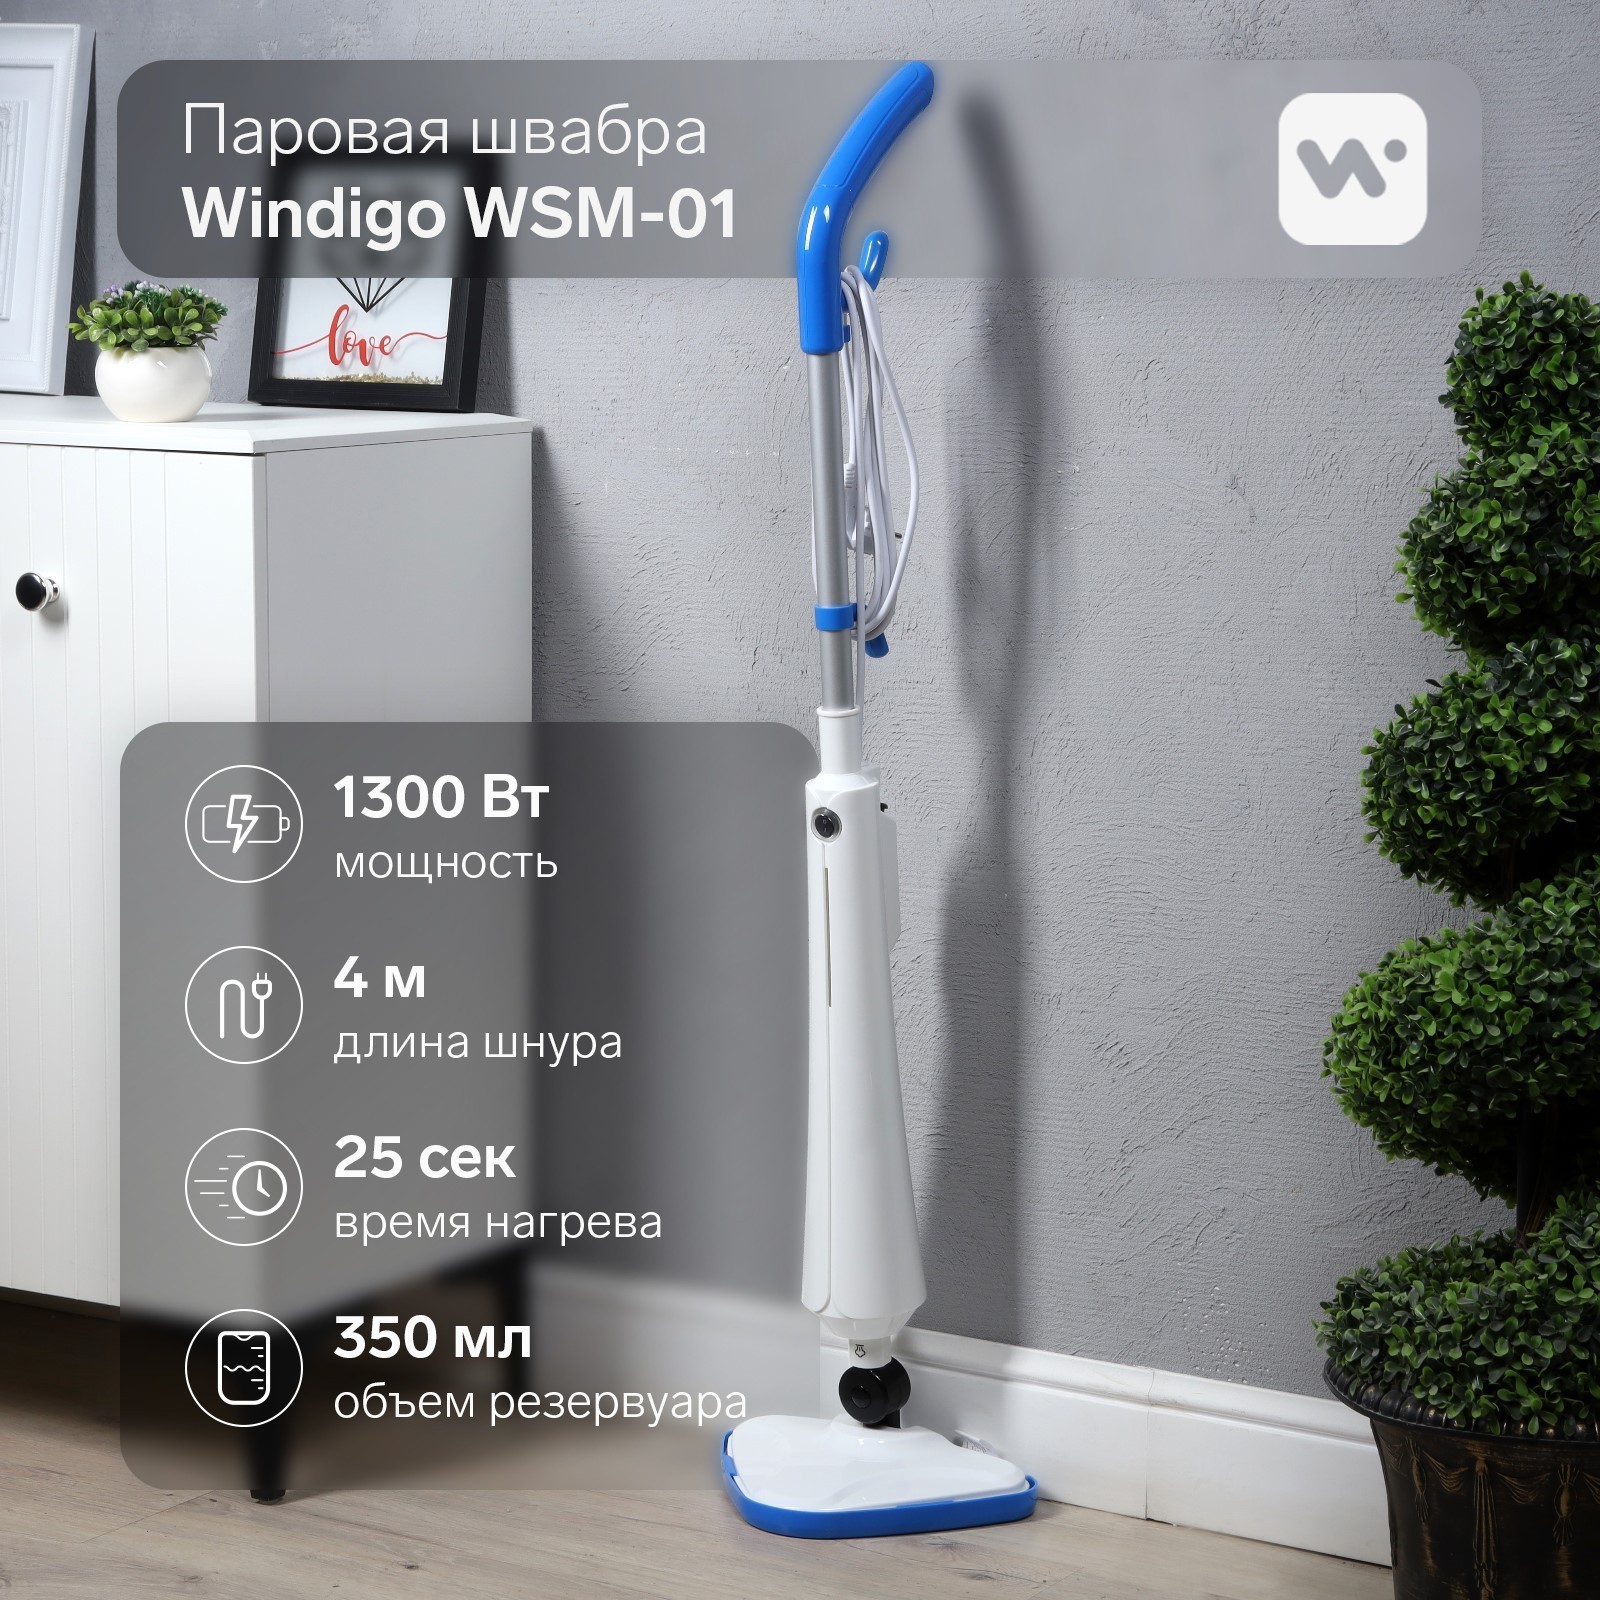 Паровая швабра
Windigo WSM-01
love
1300 Вт
мощность
4 м
длина шнура
25 сек
время нагрева
350 мл
объем резервуара